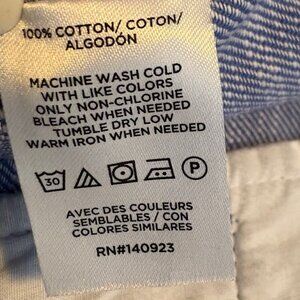 100% COTTON/ COTON/
ALGODÓN
MACHINE WASH COLD
WITH LIKE COLORS
ONLY NON-CHLORINE
BLEACH WHEN NEEDED
TUMBLE DRY LOW
WARM IRON WHEN NEEDED
30 P
AVEC DES COULEURS
SEMBLABLES / CON
COLORES SIMILARES
RN#140923